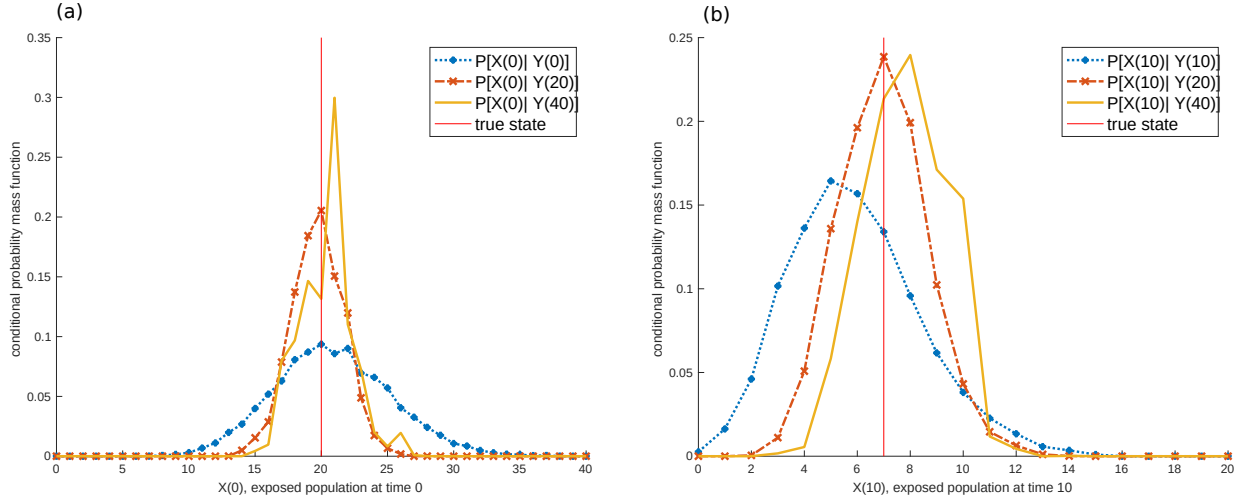 (a)
0.35
0.3
0.25
0.2
0.15
0.1
0.05
0
conditional probability mass function
P[X(0)| Y(0)]
P[X(0)| Y(20)]
P[X(0)| Y(40)]
true state
0 5 10 15 20 25 30 35 40
X(0), exposed population at time 0
(b)
0.25
0.2
0.15
0.1
0.05
0
conditional probability mass function
P[X(10)| Y(10)]
P[X(10)| Y(20)]
P[X(10)| Y(40)]
true state
0 2 4 6 8 10 12 14 16 18 20
X(10), exposed population at time 10